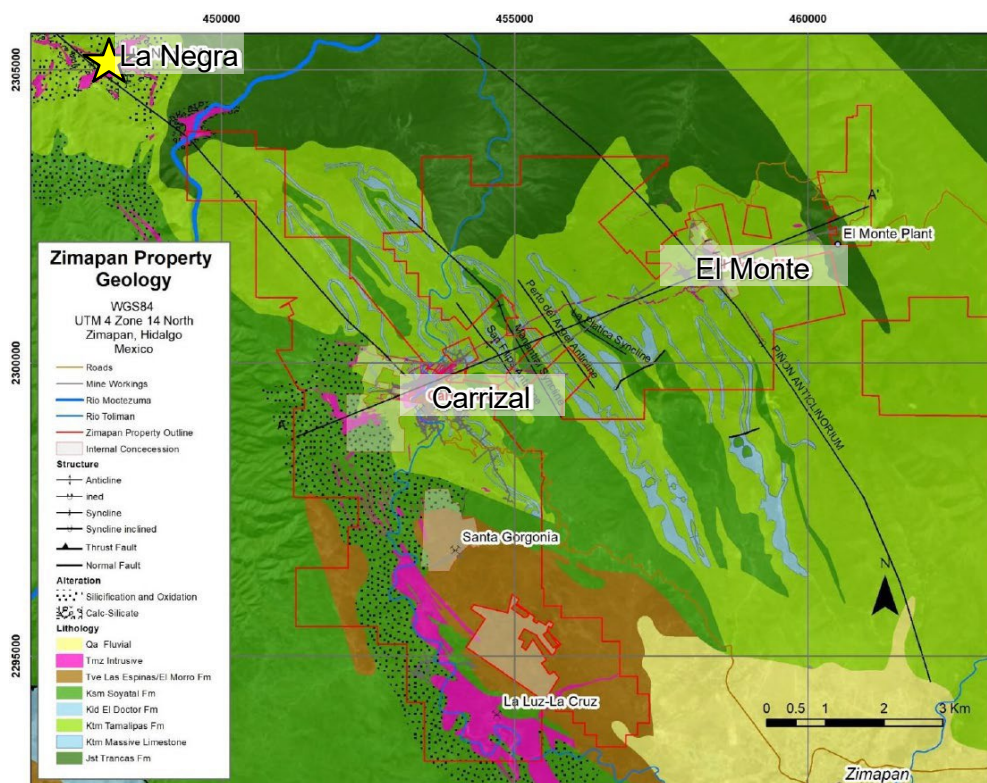 450000
455000
460000
2305000
La Negra
A'
El Monte Plant
El Monte
2300000
La Platica Syncline
PIÑON ANTICLINORIUM
Carrizal
A
Santa Gorgonia
N
2295000
La Luz-La Cruz
0 0.5 1 2 3 Km
Zimapan
Zimapan Property
Geology
WGS84
UTM 4 Zone 14 North
Zimapan, Hidalgo
Mexico
Roads
Mine Workings
Rio Moctezuma
Rio Toliman
Zimapan Property Outline
Internal Concecession
Structure
Anticline
ined
Syncline
Syncline inclined
Thrust Fault
Normal Fault
Alteration
Silicification and Oxidation
Calc-Silicate
Lithology
Qa Fluvial
Tmz Intrusive
Tve Las Espinas/El Morro Fm
Ksm Soyatal Fm
Kid El Doctor Fm
Ktm Tamalipas Fm
Ktm Massive Limestone
Jst Trancas Fm